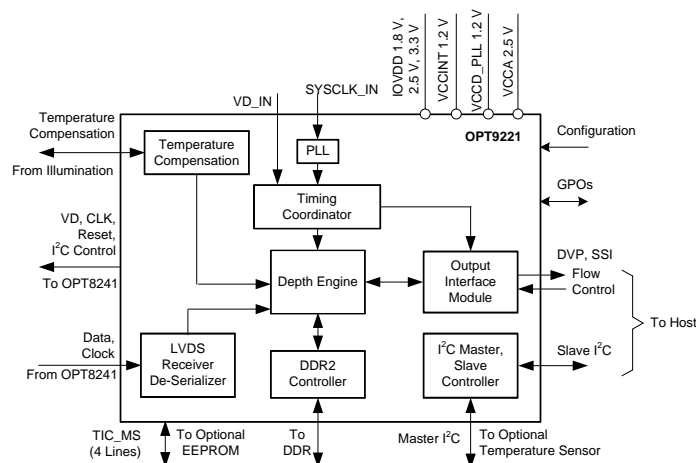 IOVDD 1.8 V,
2.5 V, 3.3 V
VCCINT 1.2 V
VCCD_PLL 1.2 V
VCCA 2.5 V
VD_IN
SYSCLK_IN
OPT9221
Temperature
Compensation
From Illumination
Temperature
Compensation
PLL
Configuration
GPOs
Timing
Coordinator
VD, CLK,
Reset,
I²C Control
To OPT8241
Depth Engine
Output
Interface
Module
DVP, SSI
Flow
Control
To Host
Data,
Clock
From OPT8241
LVDS
Receiver
De-Serializer
DDR2
Controller
I²C Master,
Slave
Controller
Slave I²C
TIC_MS
(4 Lines)
To Optional
EEPROM
To
DDR
Master I²C
To Optional
Temperature Sensor